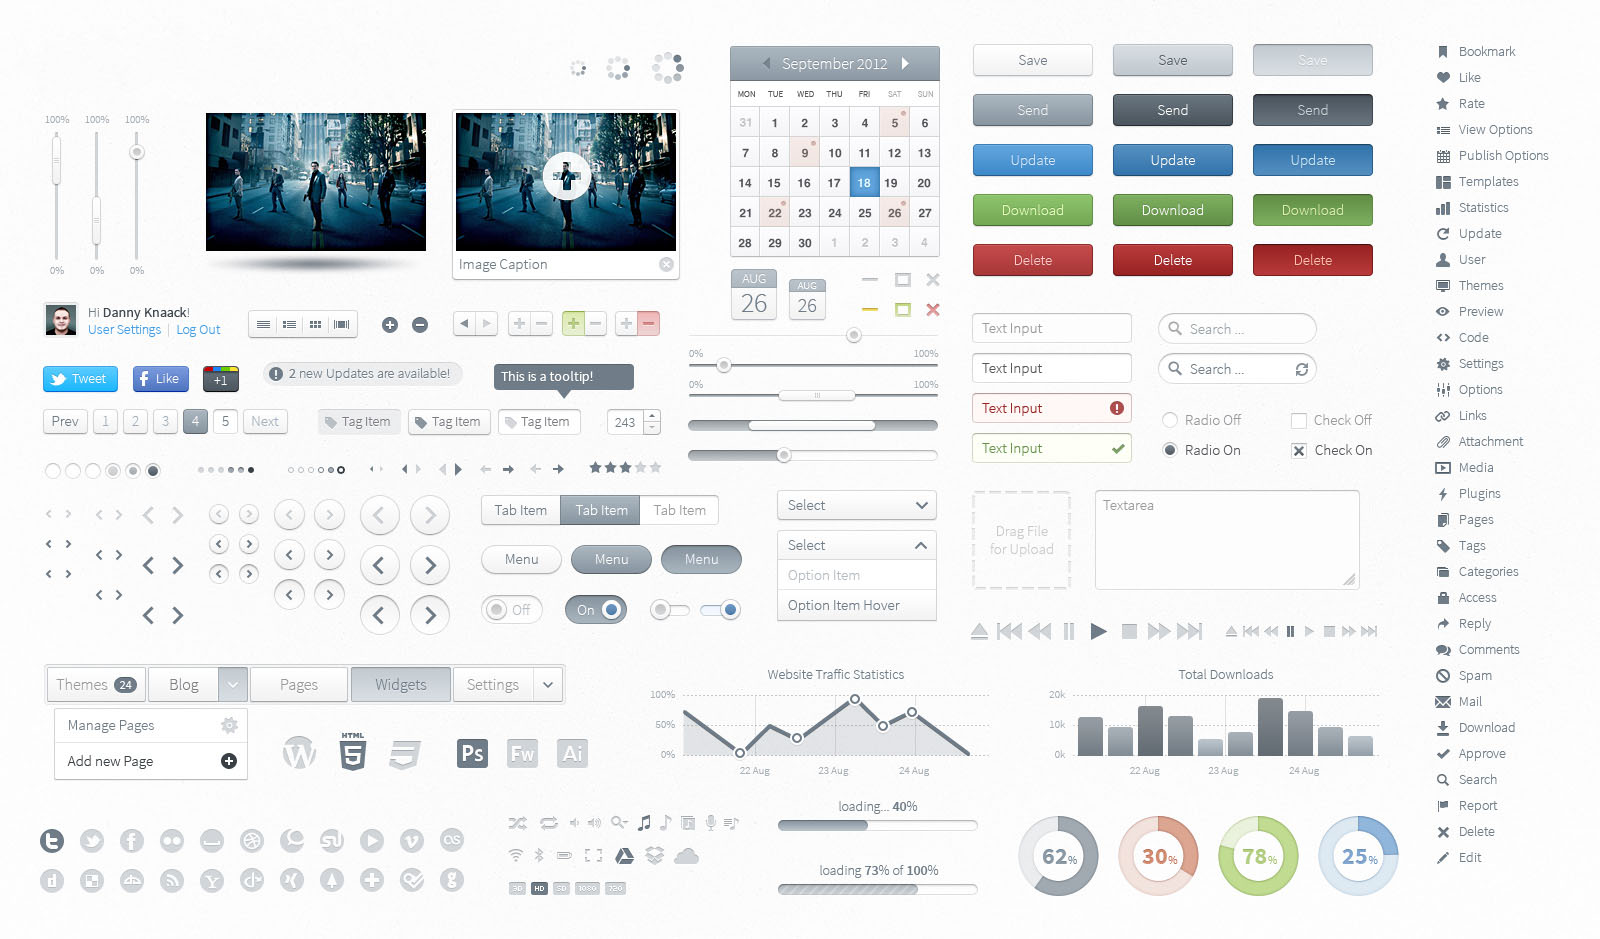 100%
100%
100%
0%
0%
0%
Image Caption
Hi Danny Knaack!
User Settings | Log Out
Tweet
Like
+1
2 new Updates are available!
This is a tooltip!
Prev
1
2
3
4
5
Next
Tag Item
Tag Item
Tag Item
243
Tab Item
Tab Item
Tab Item
Menu
Menu
Menu
Off
On
September 2012
MON TUE WED THU FRI SAT SUN
31 1 2 3 4 5 6
7 8 9 10 11 12 13
14 15 16 17 18 19 20
21 22 23 24 25 26 27
28 29 30 1 2 3 4
AUG
26
AUG
26
0% 100%
0% 100%
Select
Select
Option Item
Option Item Hover
Save
Save
Save
Send
Send
Send
Update
Update
Update
Download
Download
Download
Delete
Delete
Delete
Text Input
Text Input
Text Input
Text Input
Search ...
Search ...
Radio Off
Radio On
Check Off
Check On
Drag File
for Upload
Textarea
Themes 24
Blog
Pages
Widgets
Settings
Manage Pages
Add new Page
HTML
5
Ps
Fw
Ai
Website Traffic Statistics
100%
50%
0%
22 Aug
23 Aug
24 Aug
Total Downloads
20k
10k
0k
22 Aug
23 Aug
24 Aug
3D
HD
SD
1080
720
loading... 40%
loading 73% of 100%
62%
30%
78%
25%
Bookmark
Like
Rate
View Options
Publish Options
Templates
Statistics
Update
User
Themes
Preview
Code
Settings
Options
Links
Attachment
Media
Plugins
Pages
Tags
Categories
Access
Reply
Comments
Spam
Mail
Download
Approve
Search
Report
Delete
Edit